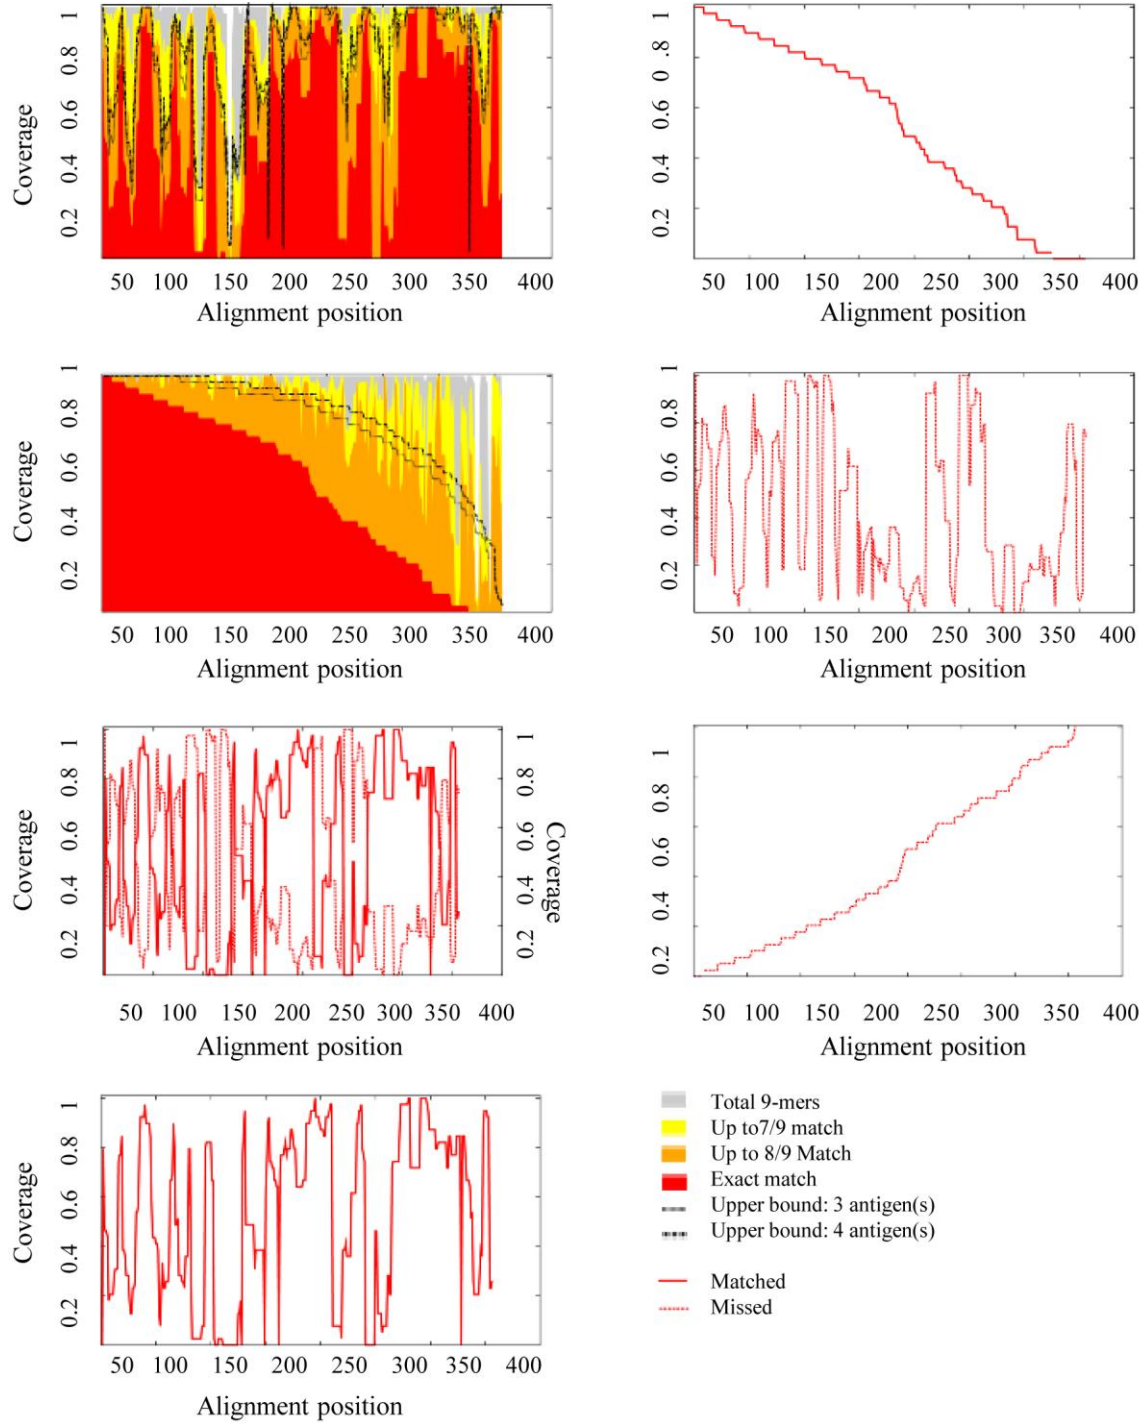 Coverage
0.2 0.4 0.6 0.8 1
50 100 150 200 250 300 350 400
Alignment position
0.2 0.4 0.6 0 0.8 .8 1
50 100 150 200 250 300 350 400
Alignment position
Coverage
0.2 0.4 0.6 0.8 1
50 100 150 200 250 300 350 400
Alignment position
0.2 0.4 0.6 0.8 1
50 100 150 200 250 300 350 400
Alignment position
Coverage
0.2 0.4 0.6 0.8 1
0.2 0.4 0.6 0.8 1
Coverage
50 100 150 200 250 300 350 400
Alignment position
0.2 0.4 0.6 0.8 1
50 100 150 200 250 300 350 400
Alignment position
Coverage
0.2 0.4 0.6 0.8 1
50 100 150 200 250 300 350 400
Alignment position
Total 9-mers
Up to7/9 match
Up to 8/9 Match
Exact match
Upper bound: 3 antigen(s)
Upper bound: 4 antigen(s)
Matched
Missed